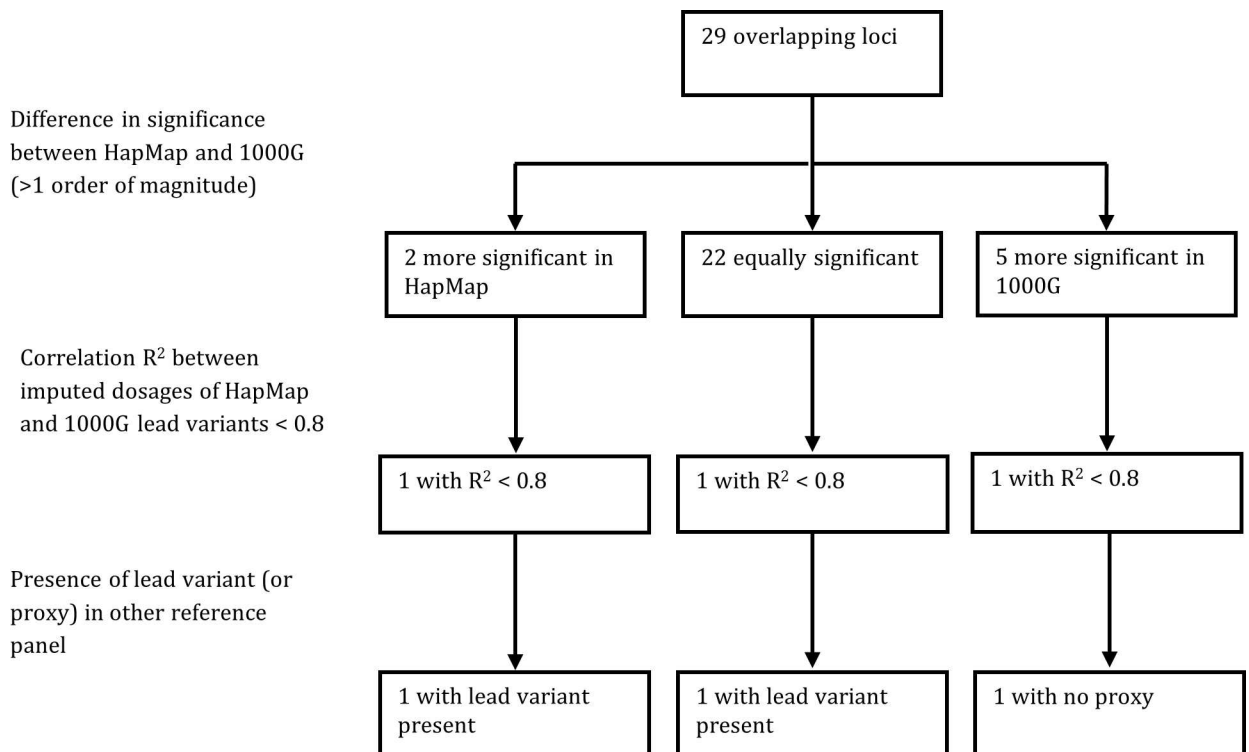 29 overlapping loci
Difference in significance
between HapMap and 1000G
(>1 order of magnitude)
2 more significant in
HapMap
22 equally significant
5 more significant in
1000G
Correlation R² between
imputed dosages of HapMap
and 1000G lead variants < 0.8
1 with R² < 0.8
1 with R² < 0.8
1 with R² < 0.8
Presence of lead variant (or
proxy) in other reference
panel
1 with lead variant
present
1 with lead variant
present
1 with no proxy